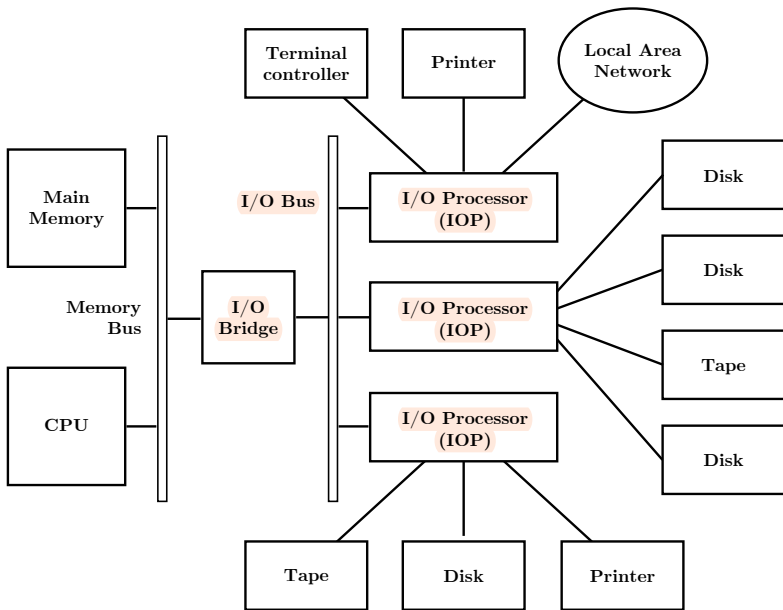 Terminal
controller
Printer
Local Area
Network
Main
Memory
I/O Bus
I/O Processor
(IOP)
Disk
Disk
Memory
Bus
I/O
Bridge
I/O Processor
(IOP)
Tape
CPU
I/O Processor
(IOP)
Disk
Tape
Disk
Printer